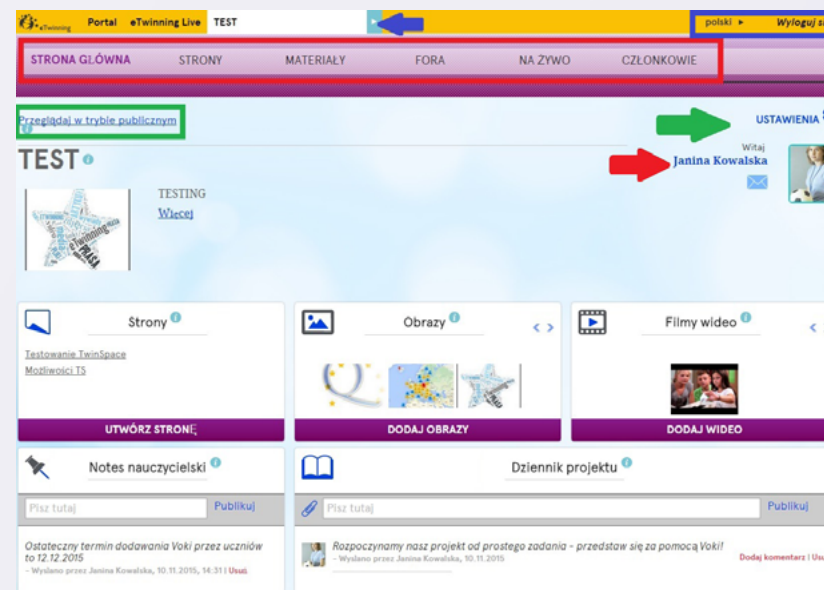 eTwinning Portal eTwinning Live TEST polski Wyloguj s
STRONA GŁÓWNA STRONY MATERIAŁY FORA NA ŻYWO CZŁONKOWIE
Przeglądaj w trybie publicznym
USTAWIENIA
TEST
Witaj
Janina Kowalska
TESTING
Więcej
Strony Obrazy Filmy wideo
Testowanie TwinSpace
Możliwości TS
UTWÓRZ STRONĘ DODAJ OBRAZY DODAJ WIDEO
Notes nauczycielski Dziennik projektu
Pisz tutaj Publikuj Pisz tutaj Publikuj
Ostateczny termin dodawania Voki przez uczniów
to 12.12.2015
- Wysłano przez Janina Kowalska, 10.11.2015, 14:31 | Usuń
Rozpoczynamy nasz projekt od prostego zadania - przedstaw się za pomocą Voki!
- Wysłano przez Janina Kowalska, 10.11.2015
Dodaj komentarz | Usu